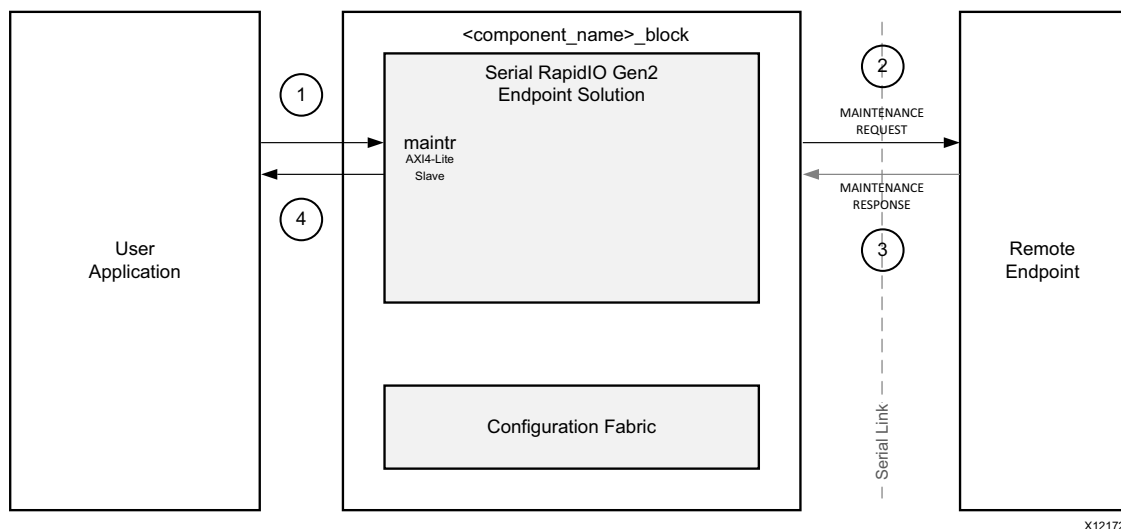 <component_name>_block
Serial RapidIO Gen2
Endpoint Solution
1
maintr
AXI4-Lite
Slave
4
User
Application
2
MAINTENANCE
REQUEST
MAINTENANCE
RESPONSE
3
Remote
Endpoint
Configuration Fabric
Serial Link
X12172